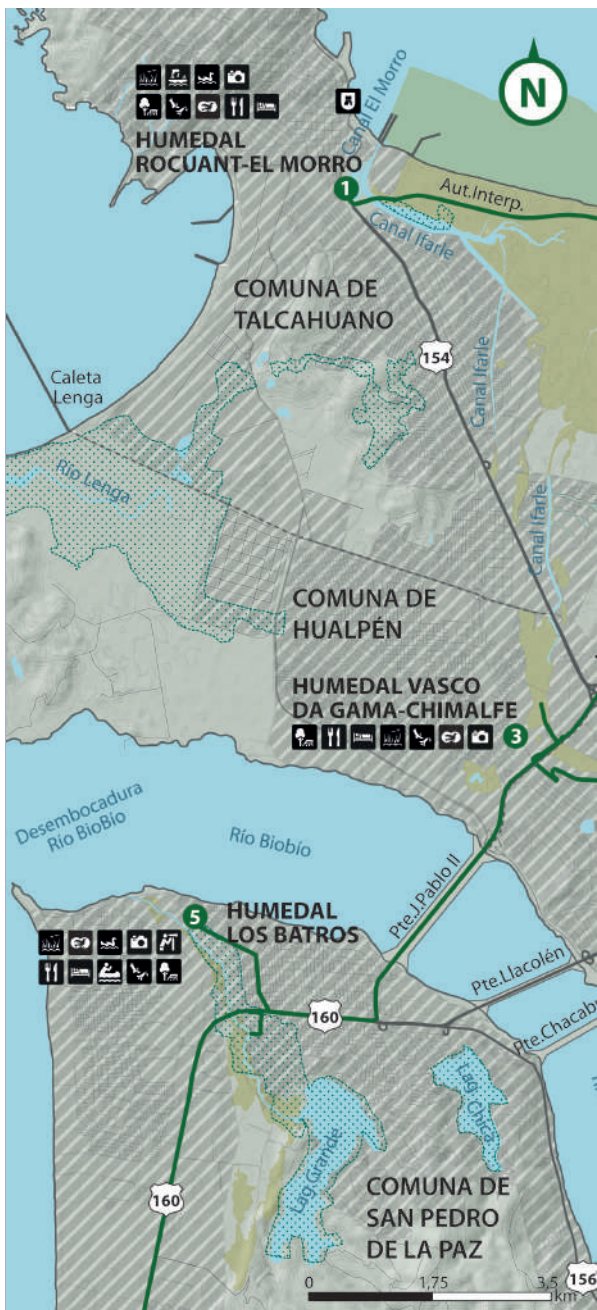 N
Canal El Morro
HUMEDAL
ROCUANT-EL MORRO
1
Aut.Interp.
Canal Ifarle
COMUNA DE
TALCAHUANO
154
Caleta
Lenga
Canal Ifarle
Río Lenga
Canal Ifarle
COMUNA DE
HUALPÉN
HUMEDAL VASCO
DA GAMA-CHIMALFE
3
Desembocadura
Río BioBío
Río Biobío
Pte.J.Pablo II
5
HUMEDAL
LOS BATROS
Pte.Llacolén
160
Pte.Chacabu
Lag Chica
Lag Grande
COMUNA DE
SAN PEDRO
DE LA PAZ
160
156
0 1,75 3,5
km